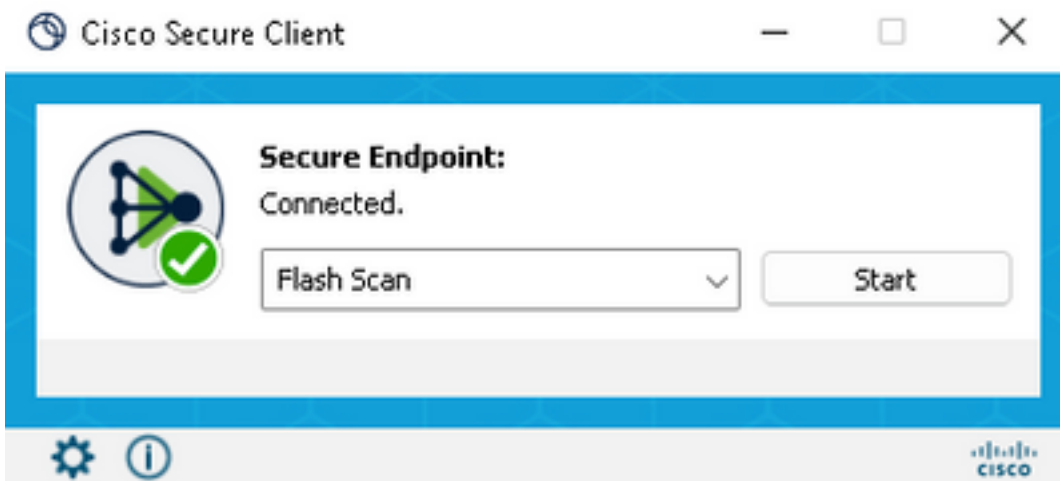 Cisco Secure Client
Secure Endpoint:
Connected.
Flash Scan
Start
CISCO